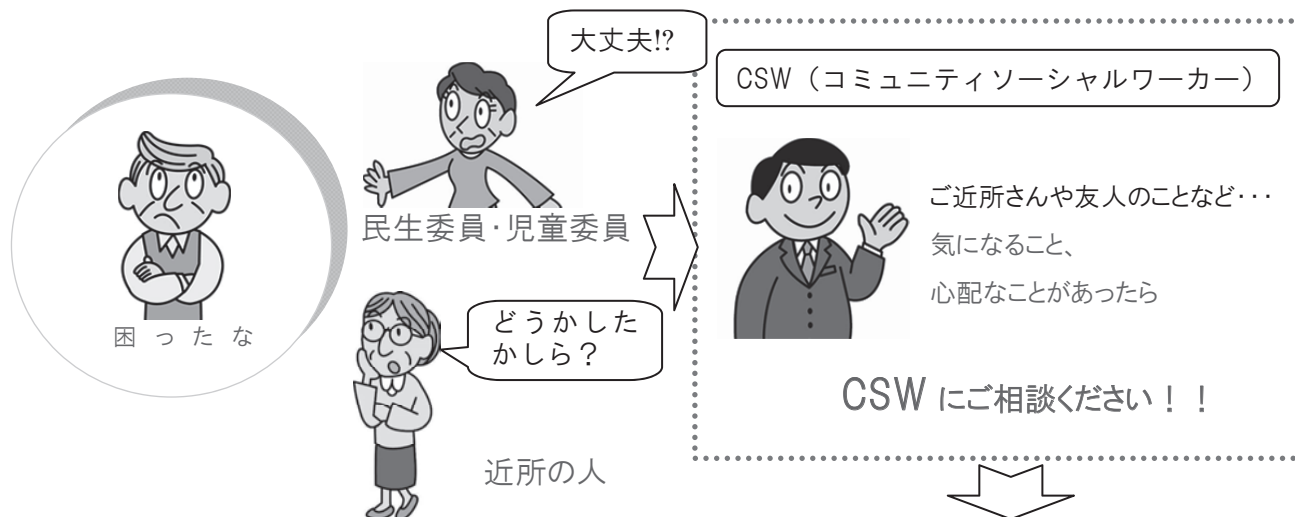 困ったな
大丈夫!?
民生委員・児童委員
どうかした
かしら？
近所の人
CSW（コミュニティソーシャルワーカー）
ご近所さんや友人のことなど・・・
気になること、
心配なことがあったら
CSW にご相談ください！！